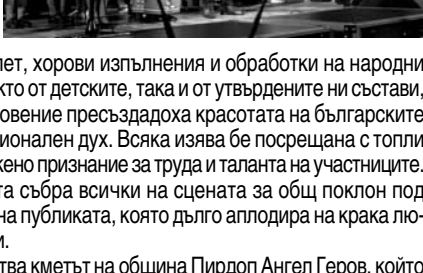 лет, хорови изпълнения и обработки на народни
кто от детските, така и от утвърдените ни състави,
овение пресъздадоха красотата на българските
ционален дух. Всяка изява бе посрещана с топли
жено признание за труда и таланта на участниците.
та събра всички на сцената за общ поклон под
на публиката, която дълго аплодира на крака лю-
и.
тва кметът на община Пирдоп Ангел Геров, който